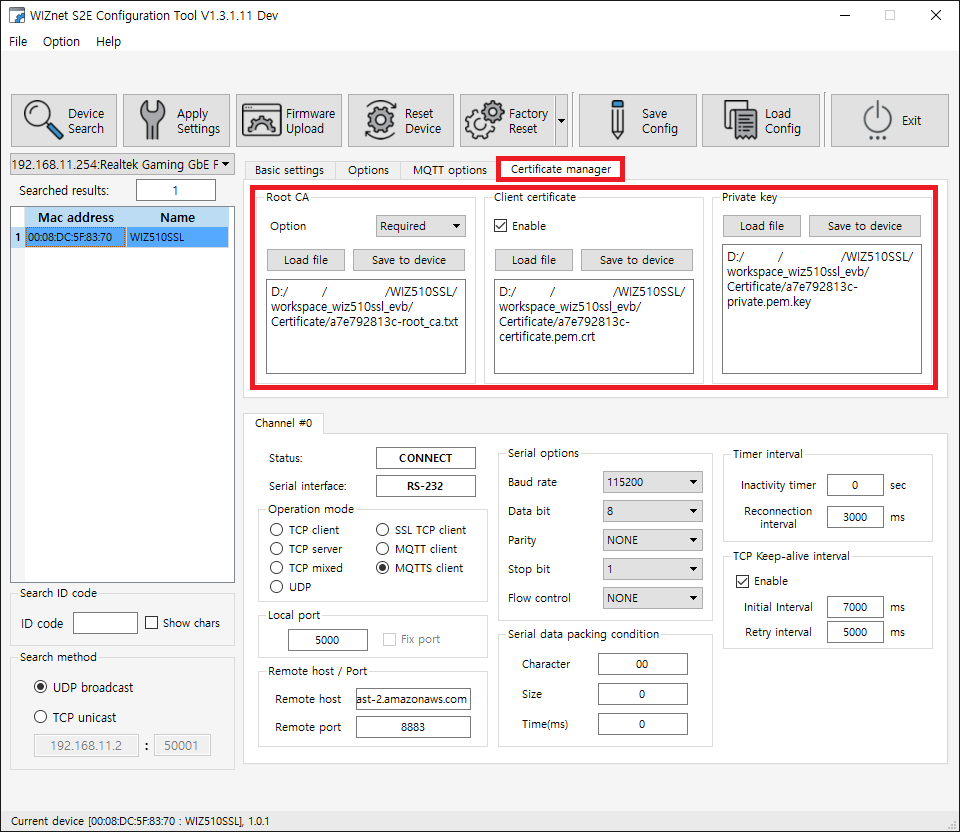 WIZnet S2E Configuration Tool V1.3.1.11 Dev
File Option Help
Device Search
Apply Settings
Firmware Upload
Reset Device
Factory Reset
Save Config
Load Config
Exit
192.168.11.254:Realtek Gaming GbE F
Searched results: 1
Mac address Name
1 00:08:DC:5F:83:70 WIZ510SSL
Search ID code
ID code Show chars
Search method
UDP broadcast
TCP unicast
192.168.11.2 : 50001
Basic settings Options MQTT options Certificate manager
Root CA
Option Required
Load file Save to device
D:/ / /WIZ510SSL/
workspace_wiz510ssl_evb/
Certificate/a7e792813c-root_ca.txt
Client certificate
Enable
Load file Save to device
D:/ / /WIZ510SSL/
workspace_wiz510ssl_evb/
Certificate/a7e792813c-
certificate.pem.crt
Private key
Load file Save to device
D:/ / /WIZ510SSL/
workspace_wiz510ssl_evb/
Certificate/a7e792813c-
private.pem.key
Channel #0
Status: CONNECT
Serial interface: RS-232
Operation mode
TCP client SSL TCP client
TCP server MQTT client
TCP mixed MQTTS client
UDP
Local port
5000 Fix port
Remote host / Port
Remote host ast-2.amazonaws.com
Remote port 8883
Serial options
Baud rate 115200
Data bit 8
Parity NONE
Stop bit 1
Flow control NONE
Serial data packing condition
Character 00
Size 0
Time(ms) 0
Timer interval
Inactivity timer 0 sec
Reconnection
interval 3000 ms
TCP Keep-alive interval
Enable
Initial Interval 7000 ms
Retry interval 5000 ms
Current device [00:08:DC:5F:83:70 : WIZ510SSL], 1.0.1